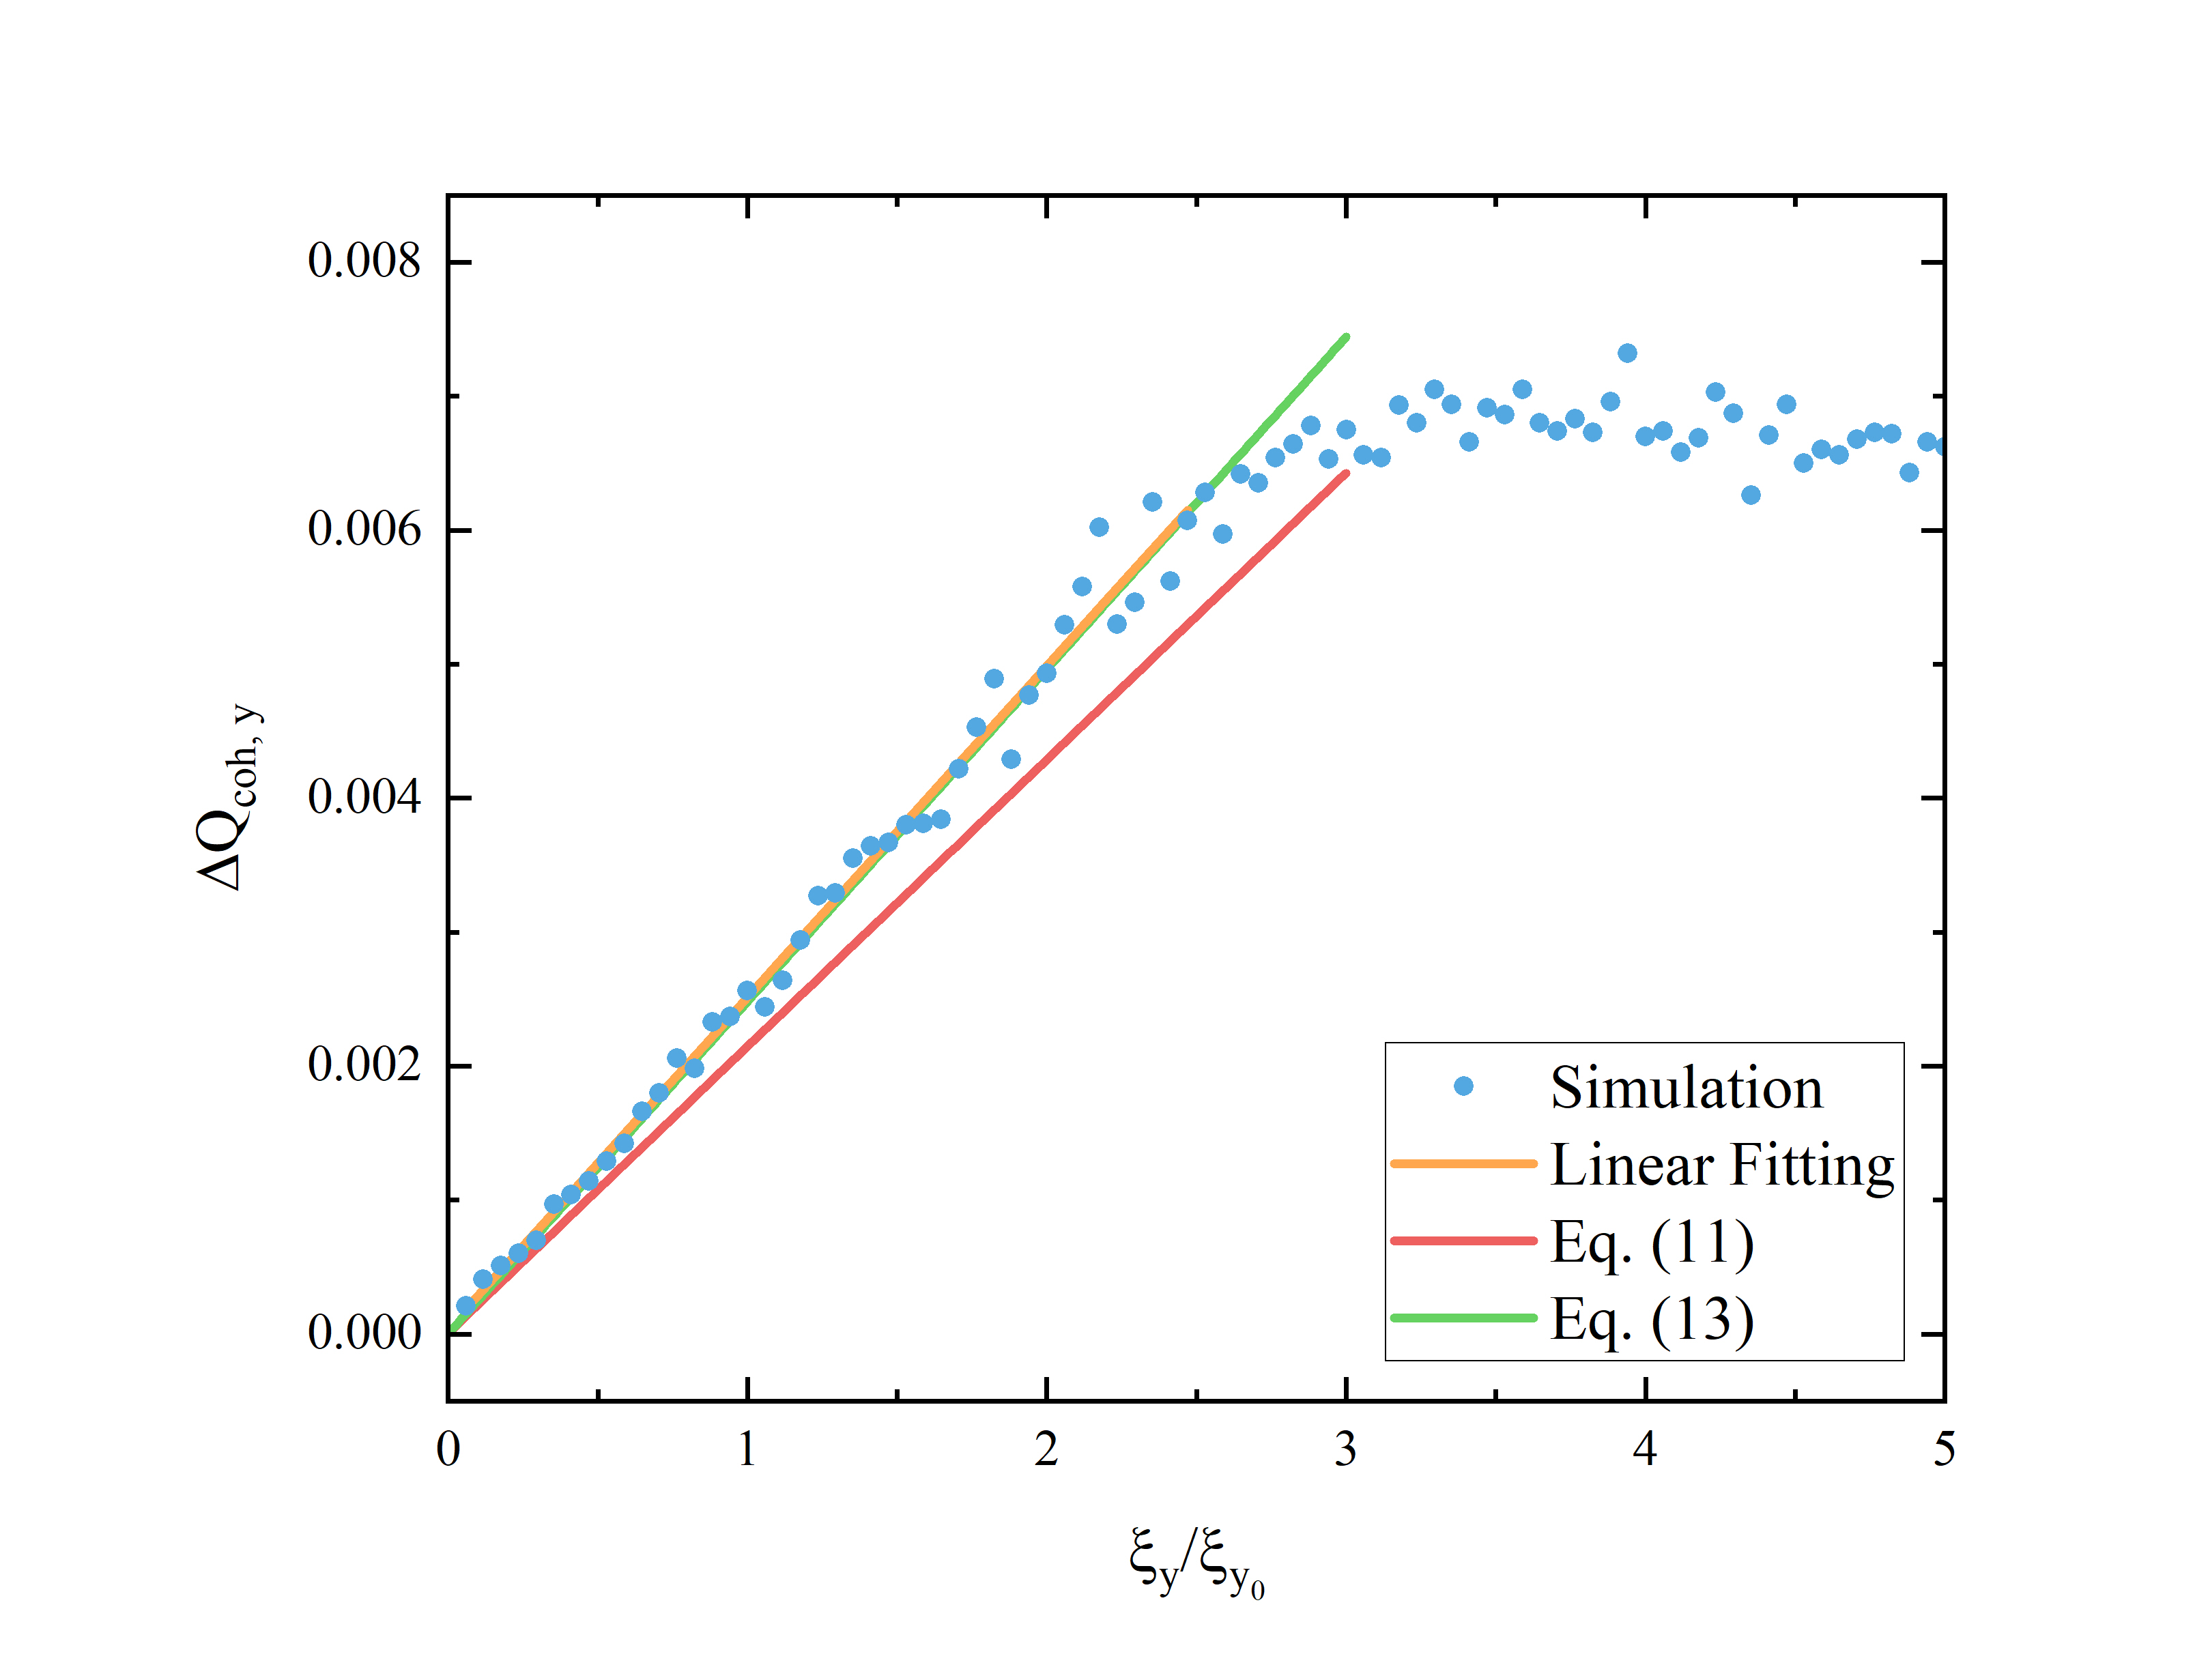 0.008
0.006
0.004
0.002
0.000
ΔQcoh, y
0 1 2 3 4 5
ξy/ξy0
Simulation
Linear Fitting
Eq. (11)
Eq. (13)